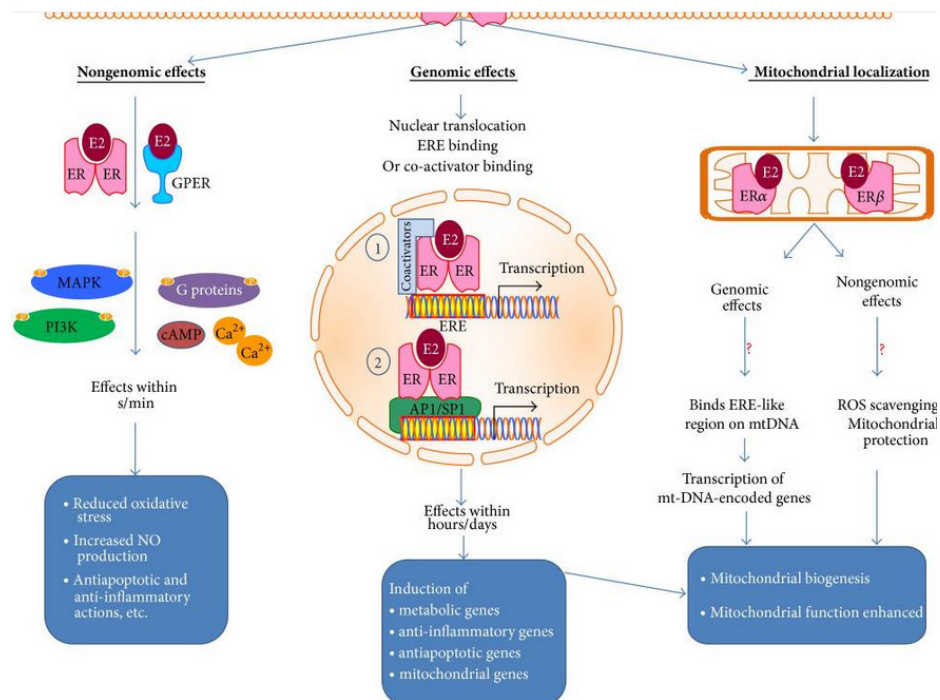 Nongenomic effects
E2
ER
ER
E2
GPER
P
MAPK
P
P
G proteins
P
P
PI3K
P
cAMP
Ca2+
Ca2+
Effects within
s/min
• Reduced oxidative
stress
• Increased NO
production
• Antiapoptotic and
anti-inflammatory
actions, etc.
Genomic effects
Nuclear translocation
ERE binding
Or co-activator binding
1
Coactivators
E2
ER
ER
Transcription
ERE
2
E2
ER
ER
Transcription
AP1/SP1
Effects within
hours/days
Induction of
• metabolic genes
• anti-inflammatory genes
• antiapoptotic genes
• mitochondrial genes
Mitochondrial localization
E2
ERα
E2
ERβ
Genomic
effects
?
Binds ERE-like
region on mtDNA
Transcription of
mt-DNA-encoded genes
Nongenomic
effects
?
ROS scavenging
Mitochondrial
protection
• Mitochondrial biogenesis
• Mitochondrial function enhanced